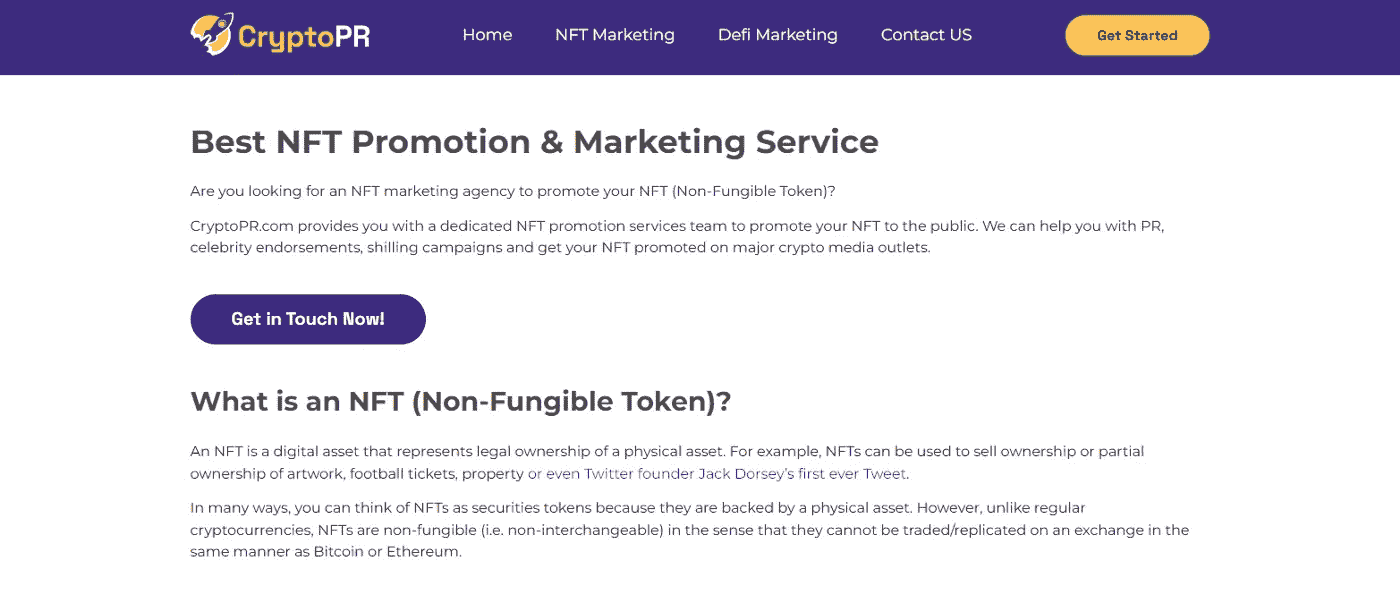 CryptoPR
Home
NFT Marketing
Defi Marketing
Contact US
Get Started
Best NFT Promotion & Marketing Service
Are you looking for an NFT marketing agency to promote your NFT (Non-Fungible Token)?
CryptoPR.com provides you with a dedicated NFT promotion services team to promote your NFT to the public. We can help you with PR,
celebrity endorsements, shilling campaigns and get your NFT promoted on major crypto media outlets.
Get in Touch Now!
What is an NFT (Non-Fungible Token)?
An NFT is a digital asset that represents legal ownership of a physical asset. For example, NFTs can be used to sell ownership or partial
ownership of artwork, football tickets, property or even Twitter founder Jack Dorsey's first ever Tweet.
In many ways, you can think of NFTs as securities tokens because they are backed by a physical asset. However, unlike regular
cryptocurrencies, NFTs are non-fungible (i.e. non-interchangeable) in the sense that they cannot be traded/replicated on an exchange in the
same manner as Bitcoin or Ethereum.